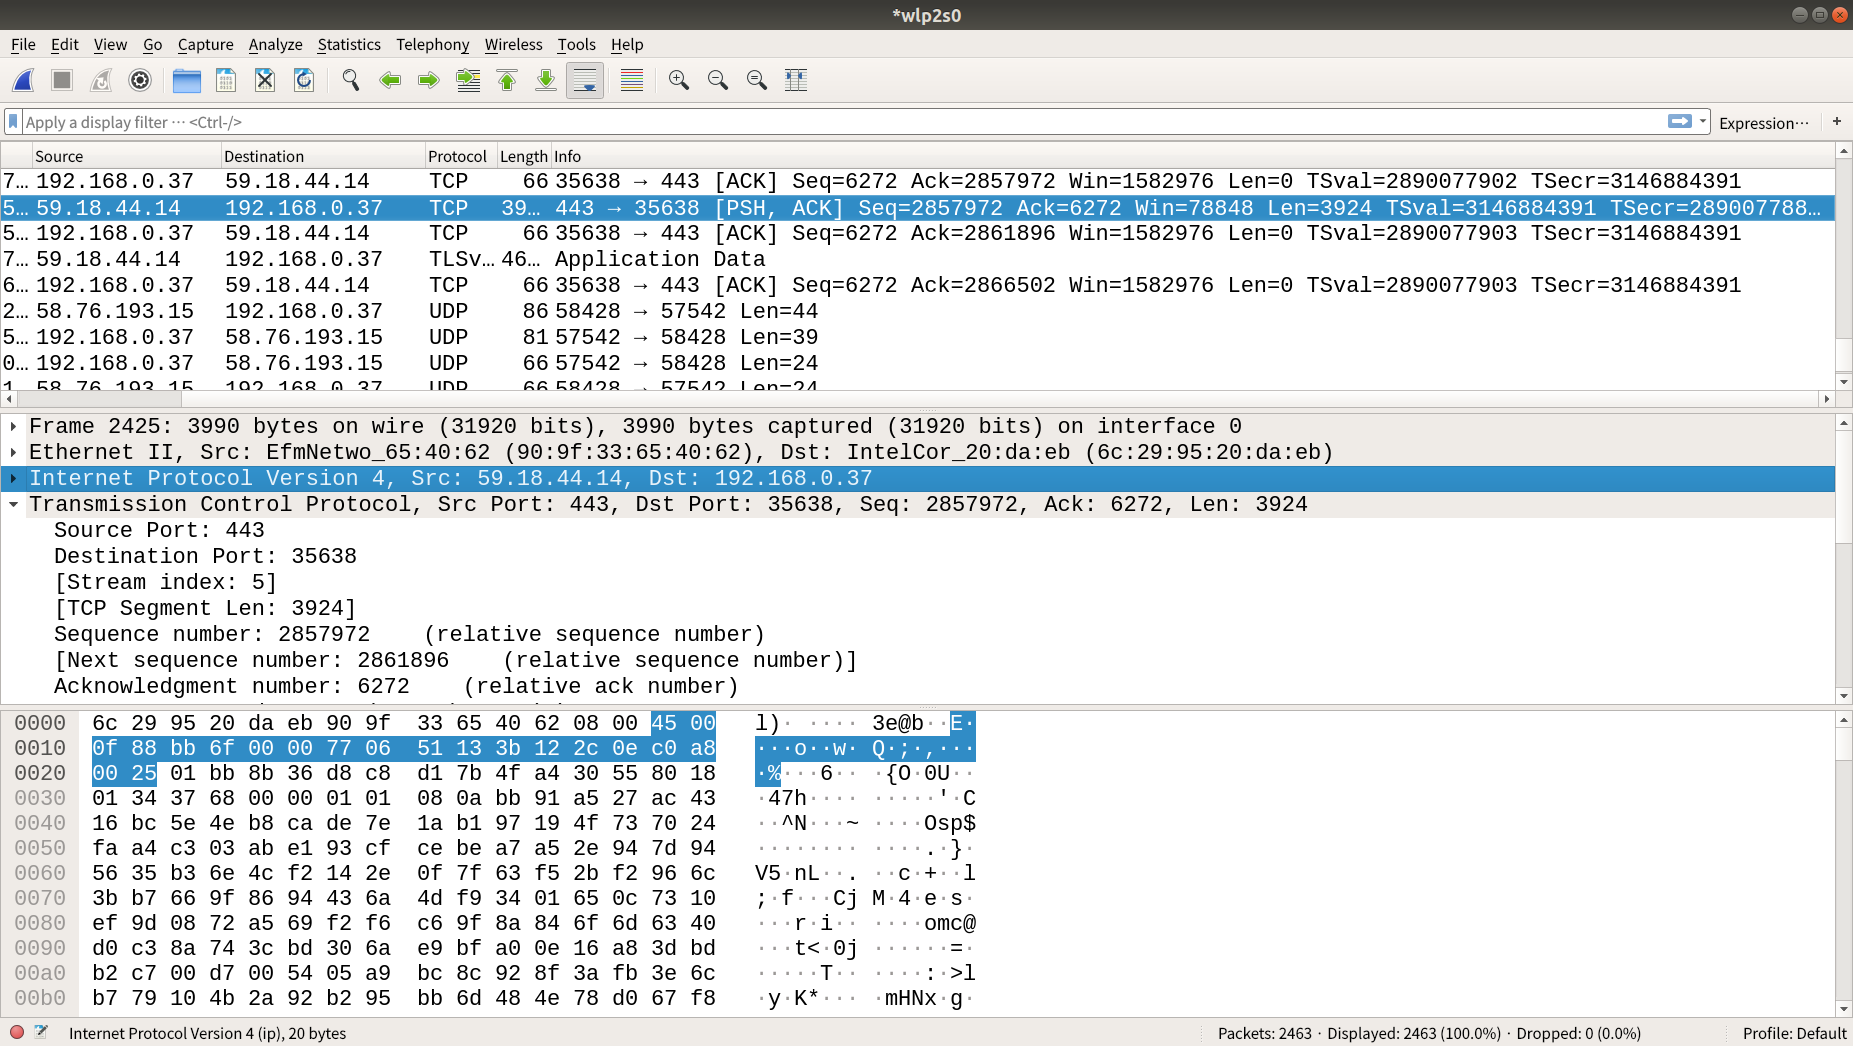 *wlp2s0
File Edit View Go Capture Analyze Statistics Telephony Wireless Tools Help
Apply a display filter ··· <Ctrl-/> Expression··· +
Source Destination Protocol Length Info
7… 192.168.0.37 59.18.44.14 TCP 66 35638 → 443 [ACK] Seq=6272 Ack=2857972 Win=1582976 Len=0 TSval=2890077902 TSecr=3146884391
5… 59.18.44.14 192.168.0.37 TCP 39… 443 → 35638 [PSH, ACK] Seq=2857972 Ack=6272 Win=78848 Len=3924 TSval=3146884391 TSecr=289007788…
5… 192.168.0.37 59.18.44.14 TCP 66 35638 → 443 [ACK] Seq=6272 Ack=2861896 Win=1582976 Len=0 TSval=2890077903 TSecr=3146884391
7… 59.18.44.14 192.168.0.37 TLSv… 46… Application Data
6… 192.168.0.37 59.18.44.14 TCP 66 35638 → 443 [ACK] Seq=6272 Ack=2866502 Win=1582976 Len=0 TSval=2890077903 TSecr=3146884391
2… 58.76.193.15 192.168.0.37 UDP 86 58428 → 57542 Len=44
5… 192.168.0.37 58.76.193.15 UDP 81 57542 → 58428 Len=39
0… 192.168.0.37 58.76.193.15 UDP 66 57542 → 58428 Len=24
1… 58.76.193.15 192.168.0.37 UDP 66 58428 → 57542 Len=24
Frame 2425: 3990 bytes on wire (31920 bits), 3990 bytes captured (31920 bits) on interface 0
Ethernet II, Src: EfmNetwo_65:40:62 (90:9f:33:65:40:62), Dst: IntelCor_20:da:eb (6c:29:95:20:da:eb)
Internet Protocol Version 4, Src: 59.18.44.14, Dst: 192.168.0.37
Transmission Control Protocol, Src Port: 443, Dst Port: 35638, Seq: 2857972, Ack: 6272, Len: 3924
Source Port: 443
Destination Port: 35638
[Stream index: 5]
[TCP Segment Len: 3924]
Sequence number: 2857972 (relative sequence number)
[Next sequence number: 2861896 (relative sequence number)]
Acknowledgment number: 6272 (relative ack number)
0000 6c 29 95 20 da eb 90 9f 33 65 40 62 08 00 45 00 l)· ···· 3e@b··E·
0010 0f 88 bb 6f 00 00 77 06 51 13 3b 12 2c 0e c0 a8 ···o··w· Q·;·,···
0020 00 25 01 bb 8b 36 d8 c8 d1 7b 4f a4 30 55 80 18 ·%···6·· ·{O·0U··
0030 01 34 37 68 00 00 01 01 08 0a bb 91 a5 27 ac 43 ·47h···· ·····'·C
0040 16 bc 5e 4e b8 ca de 7e 1a b1 97 19 4f 73 70 24 ··^N···~ ····Osp$
0050 fa a4 c3 03 ab e1 93 cf ce be a7 a5 2e 94 7d 94 ········ ····.·}·
0060 56 35 b3 6e 4c f2 14 2e 0f 7f 63 f5 2b f2 96 6c V5·nL··. ··c·+··l
0070 3b b7 66 9f 86 94 43 6a 4d f9 34 01 65 0c 73 10 ;·f···Cj M·4·e·s·
0080 ef 9d 08 72 a5 69 f2 f6 c6 9f 8a 84 6f 6d 63 40 ···r·i·· ····omc@
0090 d0 c3 8a 74 3c bd 30 6a e9 bf a0 0e 16 a8 3d bd ···t<·0j ······=·
00a0 b2 c7 00 d7 00 54 05 a9 bc 8c 92 8f 3a fb 3e 6c ·····T·· ····:·>l
00b0 b7 79 10 4b 2a 92 b2 95 bb 6d 48 4e 78 d0 67 f8 ·y·K*··· ·mHNx·g·
Internet Protocol Version 4 (ip), 20 bytes Packets: 2463 · Displayed: 2463 (100.0%) · Dropped: 0 (0.0%) Profile: Default